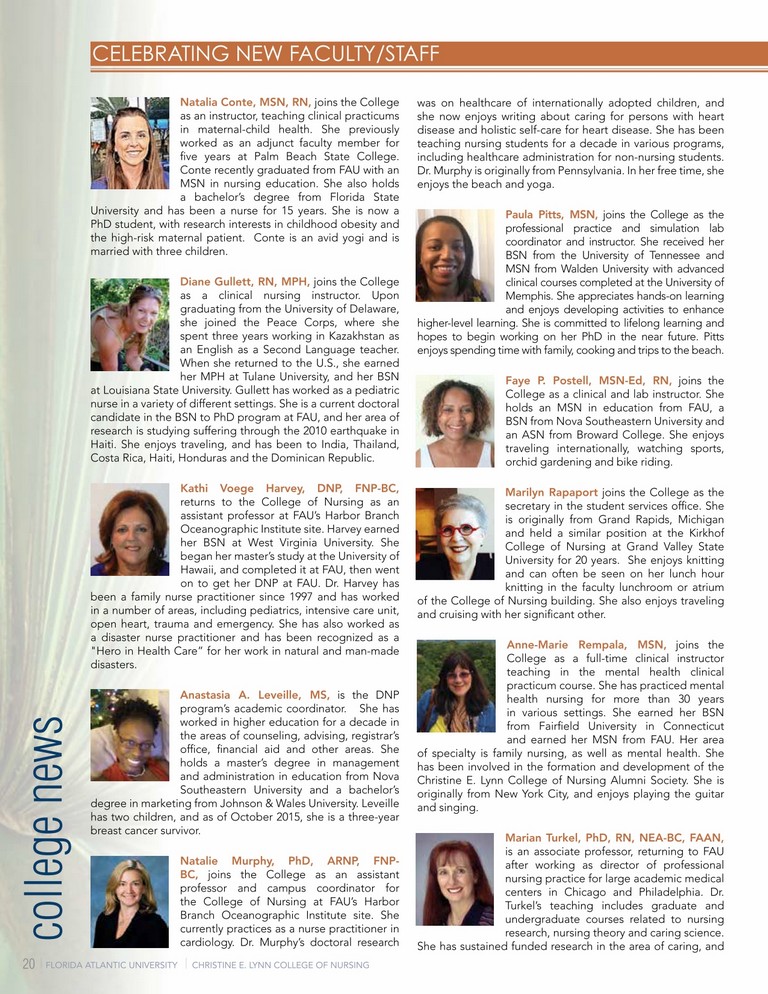 CELEBRATING NEW FACULTY/STAFF
Natalia Conte, MSN, RN, joins the College
as an instructor, teaching clinical practicums
in maternal-child health. She previously
worked as an adjunct faculty member for
five years at Palm Beach State College.
Conte recently graduated from FAU with an
MSN in nursing education. She also holds
a bachelor's degree from Florida State
University and has been a nurse for 15 years. She is now a
PhD student, with research interests in childhood obesity and
the high-risk maternal patient. Conte is an avid yogi and is
married with three children.
Diane Gullett, RN, MPH, joins the College
as a clinical nursing instructor. Upon
graduating from the University of Delaware,
she joined the Peace Corps, where she
spent three years working in Kazakhstan as
an English as a Second Language teacher.
When she returned to the U.S., she earned
her MPH at Tulane University, and her BSN
at Louisiana State University. Gullett has worked as a pediatric
nurse in a variety of different settings. She is a current doctoral
candidate in the BSN to PhD program at FAU, and her area of
research is studying suffering through the 2010 earthquake in
Haiti. She enjoys traveling, and has been to India, Thailand,
Costa Rica, Haiti, Honduras and the Dominican Republic.
Kathi Voege Harvey, DNP, FNP-BC,
returns to the College of Nursing as an
assistant professor at FAU's Harbor Branch
Oceanographic Institute site. Harvey earned
her BSN at West Virginia University. She
began her master's study at the University of
Hawaii, and completed it at FAU, then went
on to get her DNP at FAU. Dr. Harvey has
been a family nurse practitioner since 1997 and has worked
in a number of areas, including pediatrics, intensive care unit,
open heart, trauma and emergency. She has also worked as
a disaster nurse practitioner and has been recognized as a
"Hero in Health Care” for her work in natural and man-made
disasters.
Anastasia A. Leveille, MS, is the DNP
program's academic coordinator. She has
worked in higher education for a decade in
the areas of counseling, advising, registrar's
office, financial aid and other areas. She
holds a master's degree in management
and administration in education from Nova
Southeastern University and a bachelor's
degree in marketing from Johnson & Wales University. Leveille
has two children, and as of October 2015, she is a three-year
breast cancer survivor.
Natalie Murphy, PhD, ARNP, FNP-
BC, joins the College as an assistant
professor and campus coordinator for
the College of Nursing at FAU's Harbor
Branch Oceanographic Institute site. She
currently practices as a nurse practitioner in
cardiology. Dr. Murphy's doctoral research
was on healthcare of internationally adopted children, and
she now enjoys writing about caring for persons with heart
disease and holistic self-care for heart disease. She has been
teaching nursing students for a decade in various programs,
including healthcare administration for non-nursing students.
Dr. Murphy is originally from Pennsylvania. In her free time, she
enjoys the beach and yoga.
Paula Pitts, MSN, joins the College as the
professional practice and simulation lab
coordinator and instructor. She received her
BSN from the University of Tennessee and
MSN from Walden University with advanced
clinical courses completed at the University of
Memphis. She appreciates hands-on learning
and enjoys developing activities to enhance
higher-level learning. She is committed to lifelong learning and
hopes to begin working on her PhD in the near future. Pitts
enjoys spending time with family, cooking and trips to the beach.
Faye P. Postell, MSN-Ed, RN, joins the
College as a clinical and lab instructor. She
holds an MSN in education from FAU, a
BSN from Nova Southeastern University and
an ASN from Broward College. She enjoys
traveling internationally, watching sports,
orchid gardening and bike riding.
Marilyn Rapaport joins the College as the
secretary in the student services office. She
is originally from Grand Rapids, Michigan
and held a similar position at the Kirkhof
College of Nursing at Grand Valley State
University for 20 years. She enjoys knitting
and can often be seen on her lunch hour
knitting in the faculty lunchroom or atrium
of the College of Nursing building. She also enjoys traveling
and cruising with her significant other.
Anne-Marie Rempala, MSN, joins the
College as a full-time clinical instructor
teaching in the mental health clinical
practicum course. She has practiced mental
health nursing for more than 30 years
in various settings. She earned her BSN
from Fairfield University in Connecticut
and earned her MSN from FAU. Her area
of specialty is family nursing, as well as mental health. She
has been involved in the formation and development of the
Christine E. Lynn College of Nursing Alumni Society. She is
originally from New York City, and enjoys playing the guitar
and singing.
Marian Turkel, PhD, RN, NEA-BC, FAAN,
is an associate professor, returning to FAU
after working as director of professional
nursing practice for large academic medical
centers in Chicago and Philadelphia. Dr.
Turkel's teaching includes graduate and
undergraduate courses related to nursing
research, nursing theory and caring science.
She has sustained funded research in the area of caring, and
college news
20 | FLORIDA ATLANTIC UNIVERSITY | CHRISTINE E. LYNN COLLEGE OF NURSING